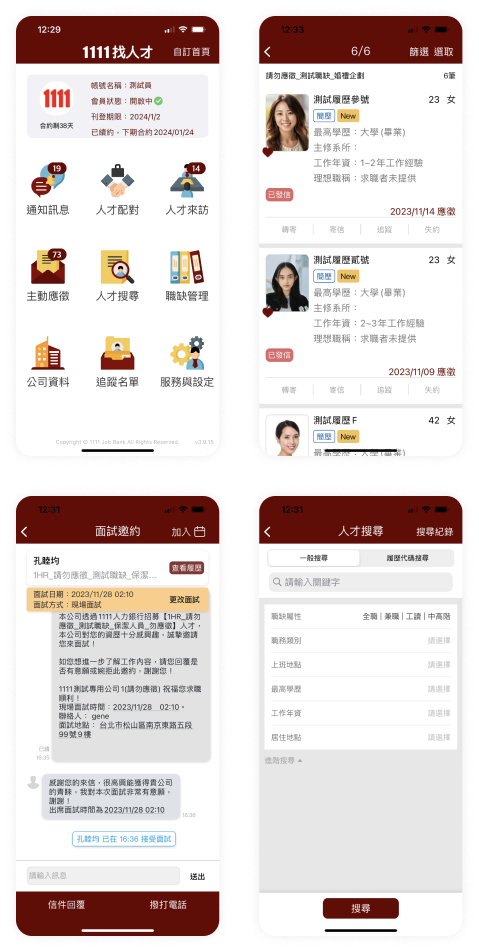 12:29
1111找人才
自訂首頁
1111
合約剩38天
帳號名稱：測試員
會員狀態：開啟中
刊登期限：2024/1/2
已續約，下期合約2024/01/24
19
14
通知訊息
人才配對
人才來訪
73
主動應徵
人才搜尋
職缺管理
公司資料
追蹤名單
服務與設定
Copyright © 1111 Job Bank All Rights Reserved.
v3.8.15
12:33
6/6
篩選 選取
請勿應徵_測試職缺_婚禮企劃
6筆
測試履歷參號
23 女
簡歷 New
最高學歷：大學 (畢業)
主修系所：
工作年資：1~2年工作經驗
理想職稱：求職者未提供
已發信
2023/11/14 應徵
轉寄 寄信 追蹤 失約
測試履歷貳號
23 女
簡歷 New
最高學歷：大學 (畢業)
主修系所：
工作年資：2~3年工作經驗
理想職稱：求職者未提供
已發信
2023/11/09 應徵
轉寄 寄信 追蹤 失約
測試履歷F
42 女
簡歷 New
最高學歷：大學 (畢業)
12:31
面試邀約
加入
孔睦均
1HR_請勿應徵_測試職缺_保潔...
查看履歷
面試日期：2023/11/28 02:10
面試方式：現場面試
更改面試
本公司透過1111人力銀行招募【1HR_請勿
應徵_測試職缺_保潔人員_勿應徵】人才，
本公司對您的資歷十分感興趣，誠摯邀請
您來面試！
如您想進一步了解工作內容，請您回覆是
否有意願或婉拒此邀約，謝謝您！
1111測試專用公司1(請勿應徵) 祝福您求職
順利！
現場面試時間：2023/11/28 02:10。
聯絡人： gene
面試地點： 台北市松山區南京東路五段
99號9樓
已讀
16:35
感謝您的來信，很高興能獲得貴公司
的青睞，我對本次面試非常有意願，
謝謝！
出席面試時間為2023/11/28 02:10
16:36
孔睦均 已在 16:36 接受面試
請輸入訊息
送出
信件回覆
撥打電話
12:31
人才搜尋
搜尋紀錄
一般搜尋
履歷代碼搜尋
請輸入關鍵字
職缺屬性
全職 | 兼職 | 工讀 | 中高階
職務類別
請選擇
上班地點
請選擇
最高學歷
請選擇
工作年資
請選擇
居住地點
請選擇
進階搜尋
搜尋